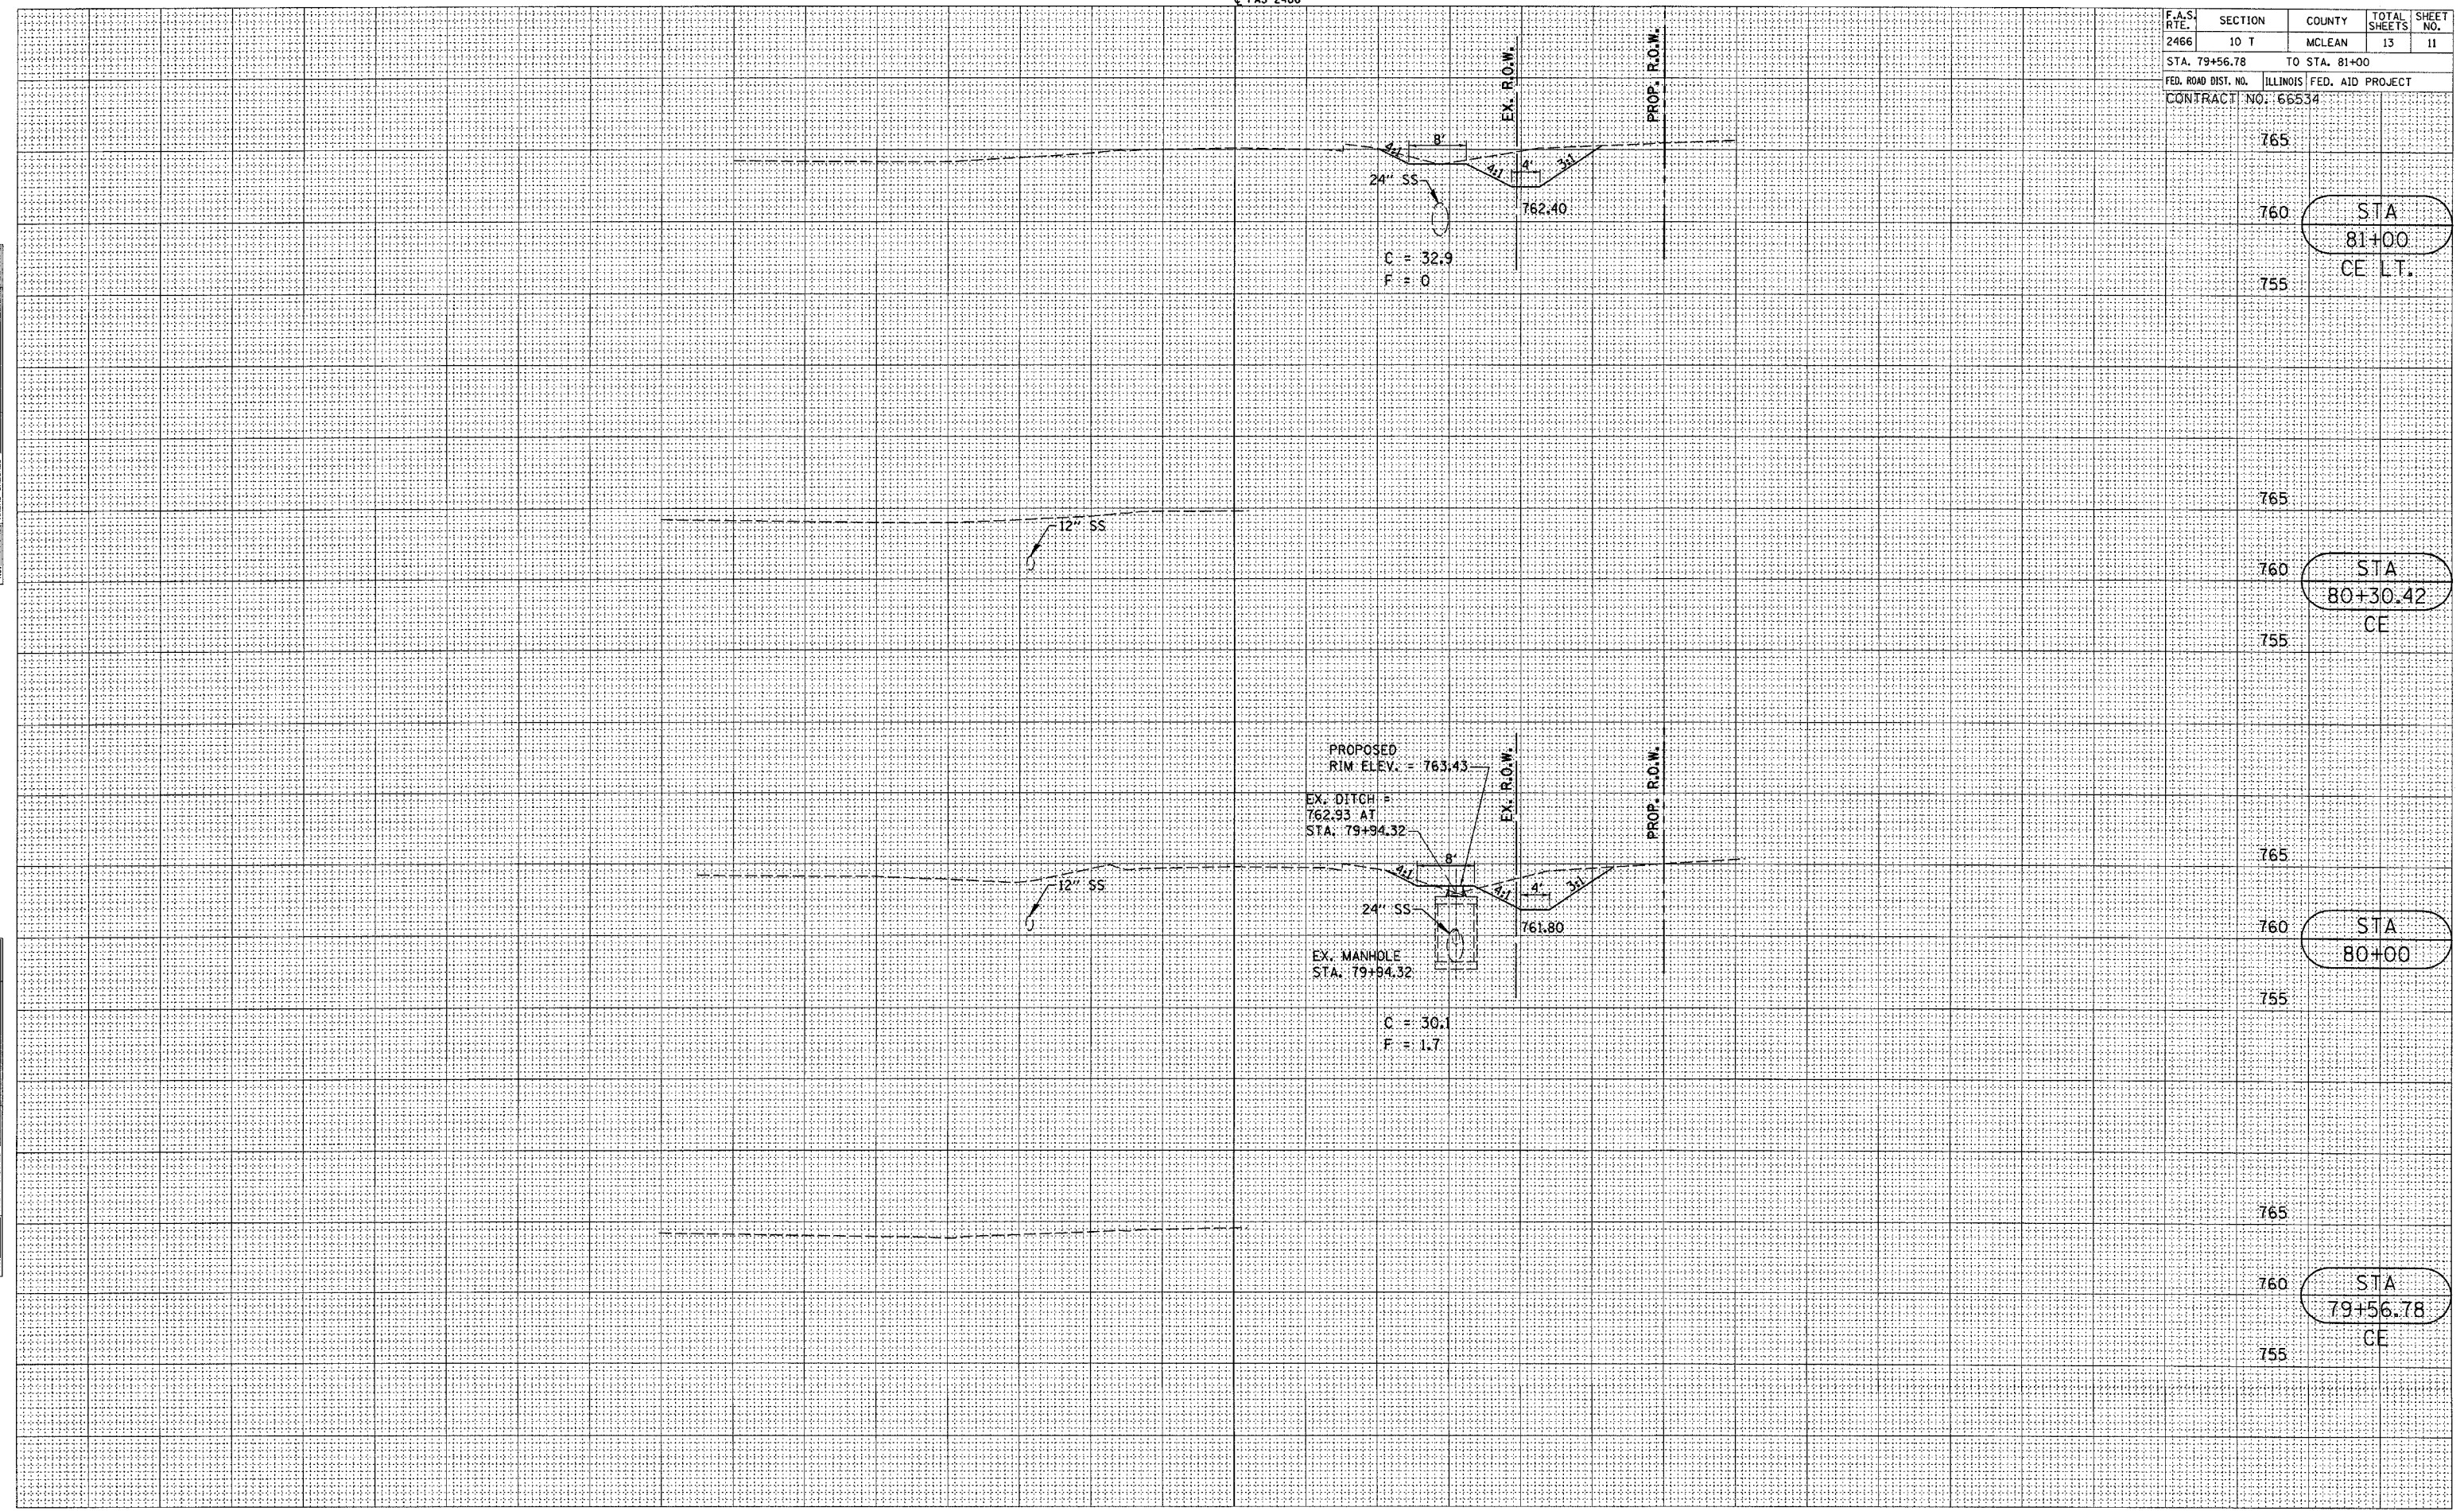 F.A.S. RTE. SECTION COUNTY TOTAL SHEETS SHEET NO.
2466 10 T MCLEAN 13 11
STA. 79+56.78 TO STA. 81+00
FED. ROAD DIST. NO. ILLINOIS FED. AID PROJECT
CONTRACT NO. 66534
EX. R.O.W.
PROP. R.O.W.
765
4:1
8'
4:1
4'
3:1
24" SS
762.40
760
STA
81+00
CE LT.
C = 32.9
F = 0
755
765
12" SS
760
STA
80+30.42
CE
755
PROPOSED
RIM ELEV. = 763.43
EX. R.O.W.
PROP. R.O.W.
EX. DITCH =
762.93 AT
STA. 79+94.32
765
4:1
8'
4:1
4'
3:1
12" SS
24" SS
761.80
760
STA
80+00
EX. MANHOLE
STA. 79+94.32
755
C = 30.1
F = 1.7
765
760
STA
79+56.78
CE
755